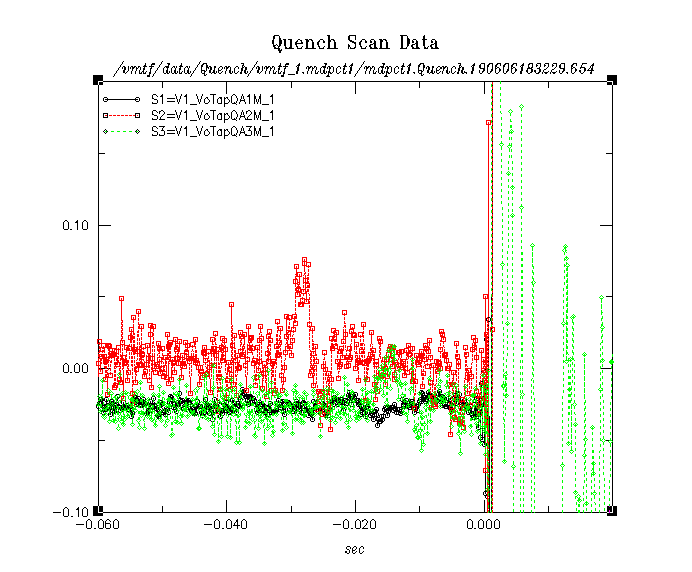 Quench Scan Data
/vmtf/data/Quench/vmtf_1.mdpct1/mdpct1.Quench.190606183229.654
S1=V1_VoTapQA1M_1
S2=V1_VoTapQA2M_1
S3=V1_VoTapQA3M_1
0.10
0.00
-0.10
-0.060 -0.040 -0.020 0.000
sec